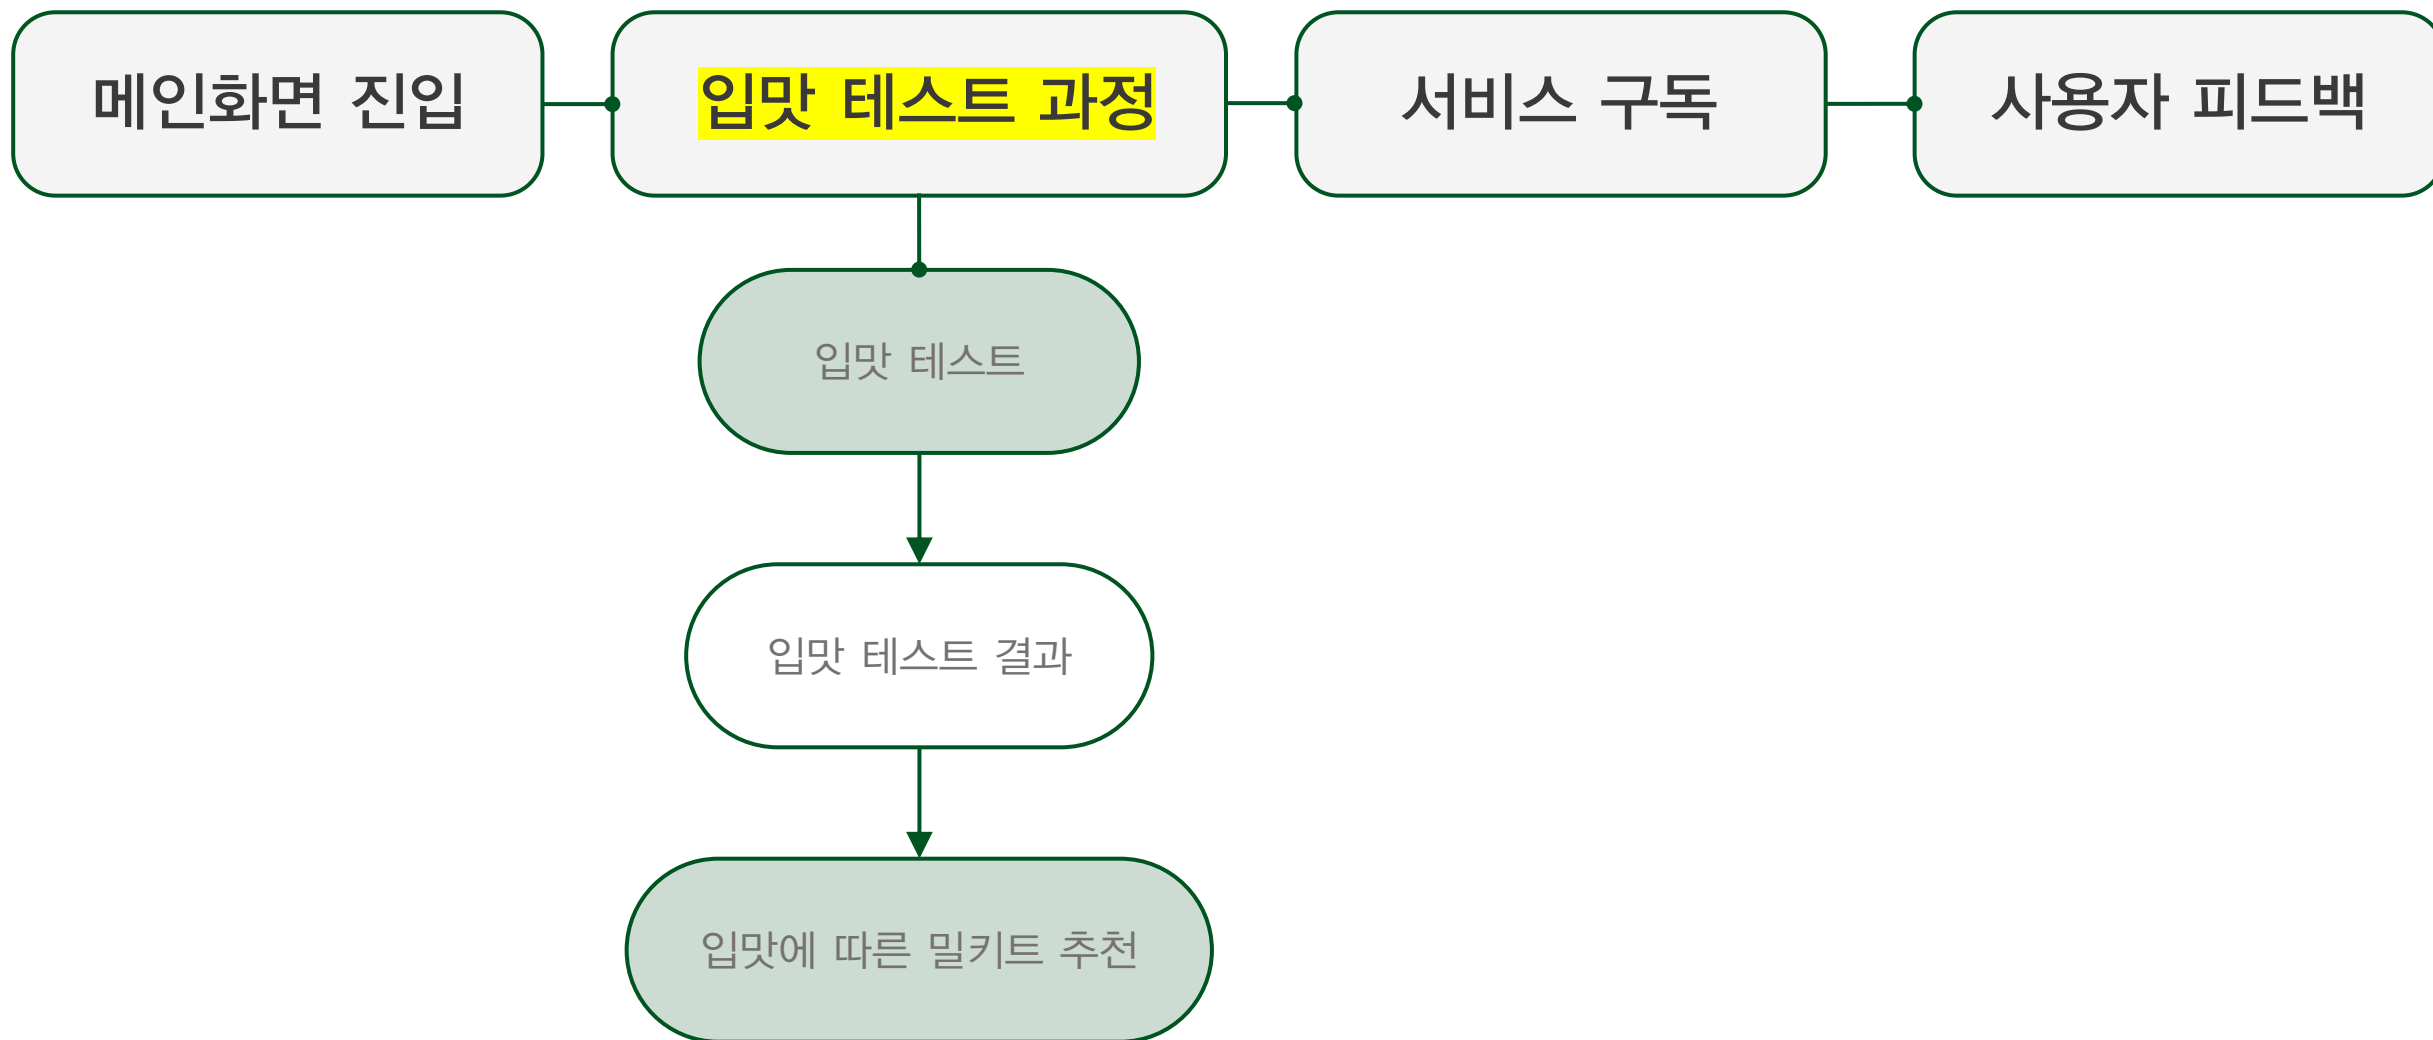 메인화면 진입
입맛 테스트 과정
서비스 구독
사용자 피드백
입맛 테스트
입맛 테스트 결과
입맛에 따른 밀키트 추천